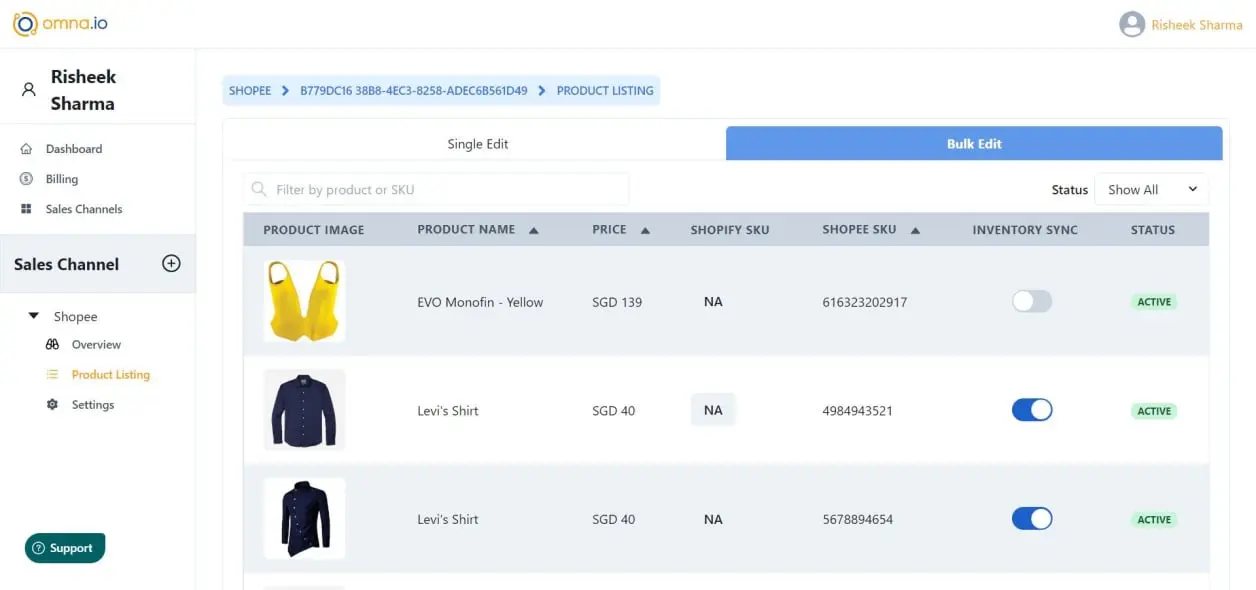 omna.io
Risheek Sharma
Risheek
Sharma
Dashboard
Billing
Sales Channels
Sales Channel
Shopee
Overview
Product Listing
Settings
Support
SHOPEE B779DC16 38B8-4EC3-8258-ADEC6B561D49 PRODUCT LISTING
Single Edit Bulk Edit
Filter by product or SKU Status Show All
PRODUCT IMAGE PRODUCT NAME PRICE SHOPIFY SKU SHOPEE SKU INVENTORY SYNC STATUS
EVO Monofin - Yellow SGD 139 NA 616323202917 ACTIVE
Levi's Shirt SGD 40 NA 4984943521 ACTIVE
Levi's Shirt SGD 40 NA 5678894654 ACTIVE